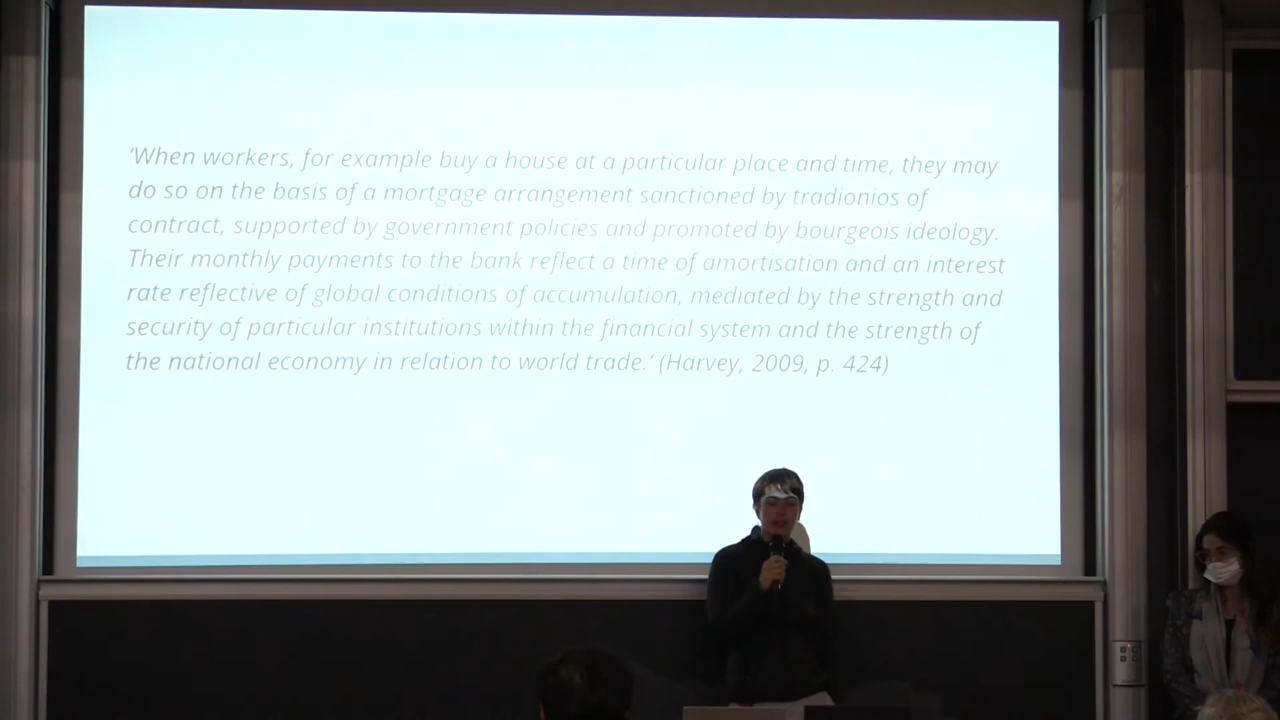 ‘When workers, for example buy a house at a particular place and time, they may
do so on the basis of a mortgage arrangement sanctioned by tradionios of
contract, supported by government policies and promoted by bourgeois ideology.
Their monthly payments to the bank reflect a time of amortisation and an interest
rate reflective of global conditions of accumulation, mediated by the strength and
security of particular institutions within the financial system and the strength of
the national economy in relation to world trade.‘ (Harvey, 2009, p. 424)